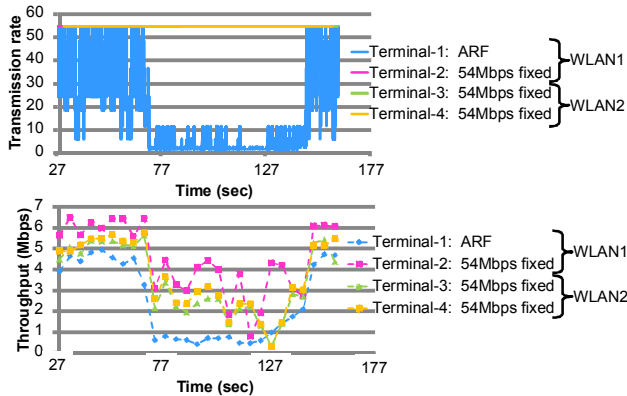 Transmission rate
60
50
40
30
20
10
0
27
77
127
177
Time (sec)
Terminal-1: ARF
Terminal-2: 54Mbps fixed
Terminal-3: 54Mbps fixed
Terminal-4: 54Mbps fixed
WLAN1
WLAN2
Throughput (Mbps)
7
6
5
4
3
2
1
0
27
77
127
177
Time (sec)
Terminal-1: ARF
Terminal-2: 54Mbps fixed
Terminal-3: 54Mbps fixed
Terminal-4: 54Mbps fixed
WLAN1
WLAN2